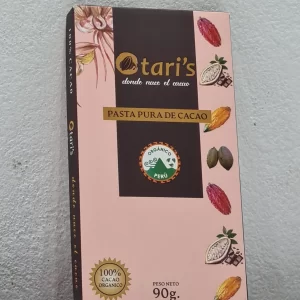 Otari's
donde nace el cacao
PASTA PURA DE CACAO
ORGÁNICO
PERÚ
100%
CACAO
ORGÁNICO
PESO NETO
90g.
Otari's
donde nace el cacao